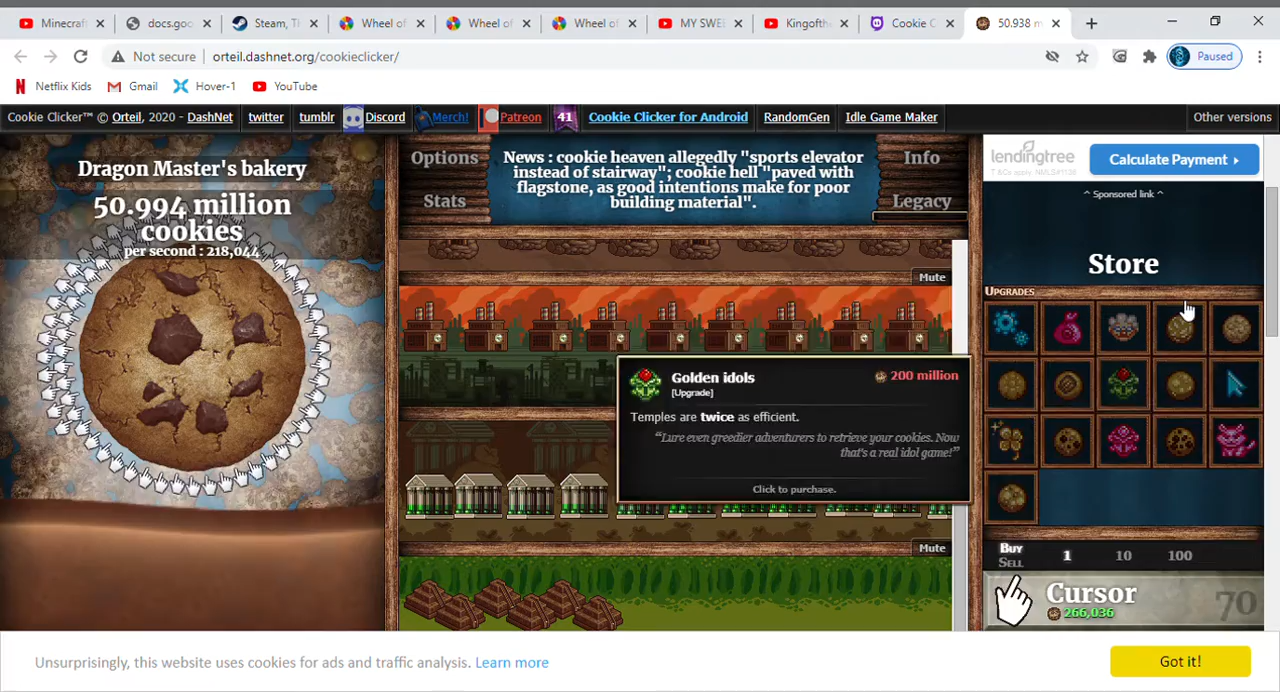 Minecraft
docs.goo
Steam, Th
Wheel of
Wheel of
Wheel of
MY SWEE
Kingofthe
Cookie C
50.938 m
Not secure
orteil.dashnet.org/cookieclicker/
Paused
Netflix Kids
Gmail
Hover-1
YouTube
Cookie Clicker™ © Orteil, 2020 - DashNet
twitter
tumblr
Discord
Merch!
Patreon
41
Cookie Clicker for Android
RandomGen
Idle Game Maker
Other versions
Dragon Master's bakery
50.994 million
cookies
per second : 218,044
Options
Stats
News : cookie heaven allegedly "sports elevator
instead of stairway"; cookie hell "paved with
flagstone, as good intentions make for poor
building material".
Info
Legacy
lendingtree
T &Cs apply. NMLS#1136
Calculate Payment
^ Sponsored link ^
Store
Mute
UPGRADES
Golden idols
200 million
[Upgrade]
Temples are twice as efficient.
“Lure even greedier adventurers to retrieve your cookies. Now
that's a real idol game!”
Click to purchase.
Mute
BUY
SELL
1
10
100
Cursor
266,036
70
Unsurprisingly, this website uses cookies for ads and traffic analysis. Learn more
Got it!